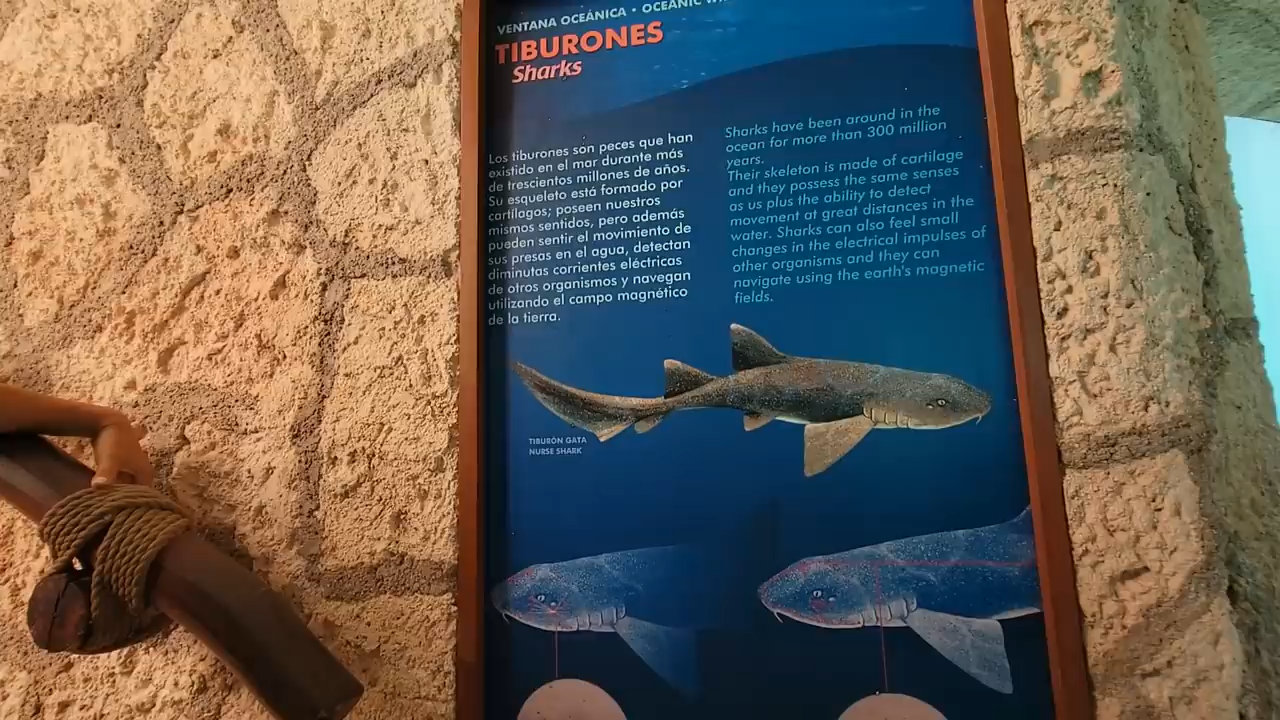 VENTANA OCEÁNICA • OCEANIC
TIBURONES
Sharks
Los tiburones son peces que han
existido en el mar durante más
de trescientos millones de años.
Su esqueleto está formado por
cartílagos; poseen nuestros
mismos sentidos, pero además
pueden sentir el movimiento de
sus presas en el agua, detectan
diminutas corrientes eléctricas
de otros organismos y navegan
utilizando el campo magnético
de la tierra.
Sharks have been around in the
ocean for more than 300 million
years.
Their skeleton is made of cartilage
and they possess the same senses
as us plus the ability to detect
movement at great distances in the
water. Sharks can also feel small
changes in the electrical impulses of
other organisms and they can
navigate using the earth's magnetic
fields.
TIBURÓN GATA
NURSE SHARK